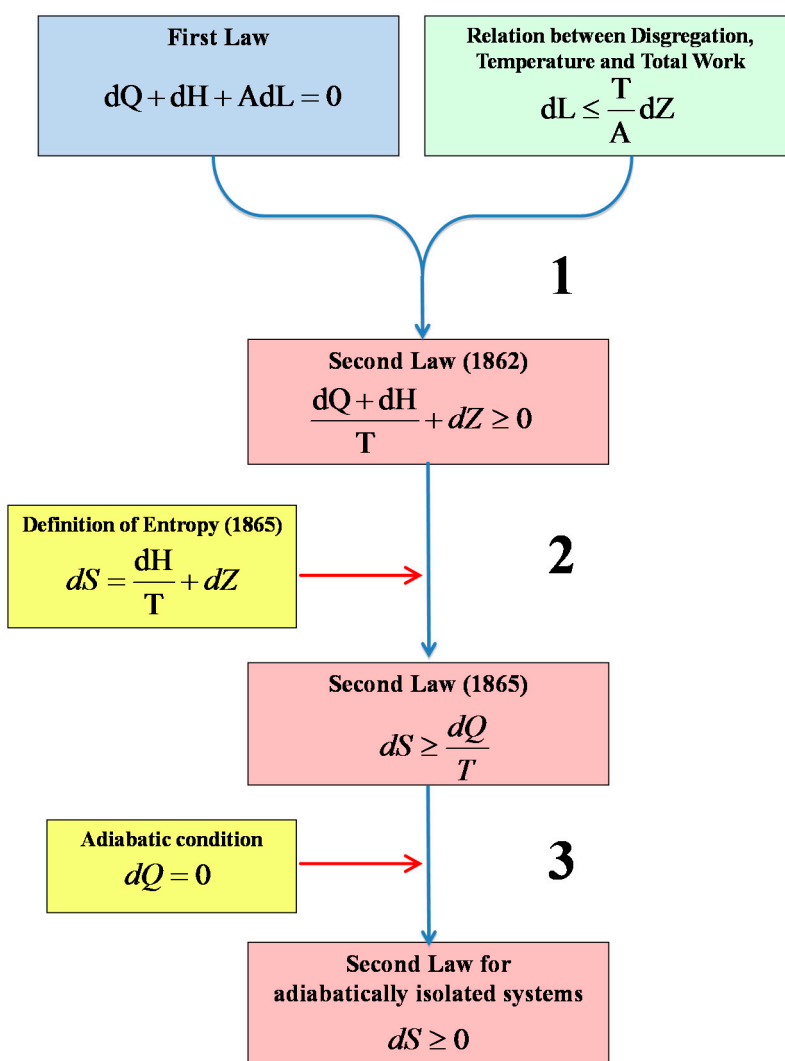 First Law
dQ + dH + AdL = 0
Relation between Disgregation,
Temperature and Total Work
dL ≤ T/A dZ
1
Second Law (1862)
(dQ + dH)/T + dZ ≥ 0
Definition of Entropy (1865)
dS = dH/T + dZ
2
Second Law (1865)
dS ≥ dQ/T
Adiabatic condition
dQ = 0
3
Second Law for
adiabatically isolated systems
dS ≥ 0